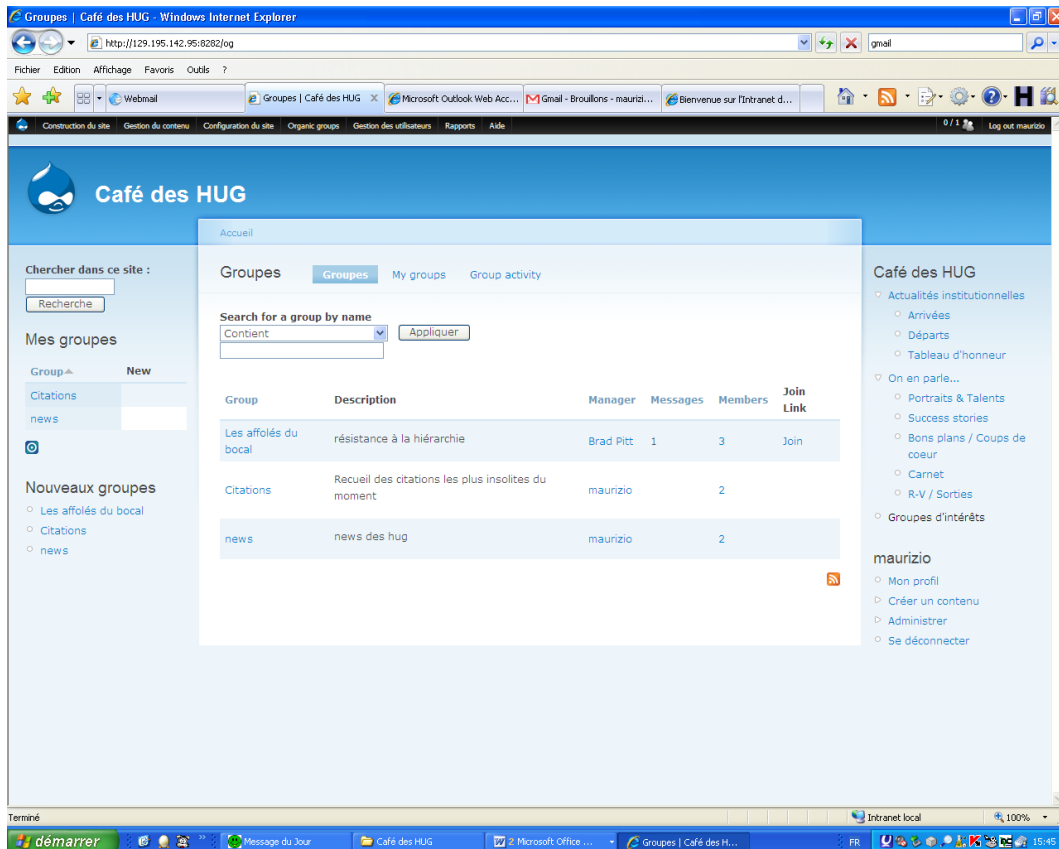 Groupes | Café des HUG - Windows Internet Explorer
http://129.195.142.95:8282/og
gmail
Fichier Edition Affichage Favoris Outils ?
Webmail
Groupes | Café des HUG
Microsoft Outlook Web Acc...
Gmail - Brouillons - maurizi...
Bienvenue sur l'Intranet d...
Construction du site Gestion du contenu Configuration du site Organic groups Gestion des utilisateurs Rapports Aide
0 / 1
Log out maurizio
Café des HUG
Accueil
Chercher dans ce site :
Recherche
Mes groupes
Group New
Citations
news
Nouveaux groupes
Les affolés du bocal
Citations
news
Groupes Groupes My groups Group activity
Search for a group by name
Contient Appliquer
Group Description Manager Messages Members Join Link
Les affolés du bocal résistance à la hiérarchie Brad Pitt 1 3 Join
Citations Recueil des citations les plus insolites du moment maurizio 2
news news des hug maurizio 2
Café des HUG
Actualités institutionnelles
Arrivées
Départs
Tableau d'honneur
On en parle...
Portraits & Talents
Success stories
Bons plans / Coups de
coeur
Carnet
R-V / Sorties
Groupes d'intérêts
maurizio
Mon profil
Créer un contenu
Administrer
Se déconnecter
Terminé
Intranet local
100%
démarrer
Message du Jour
Café des HUG
2 Microsoft Office ...
Groupes | Café des H...
FR
15:45